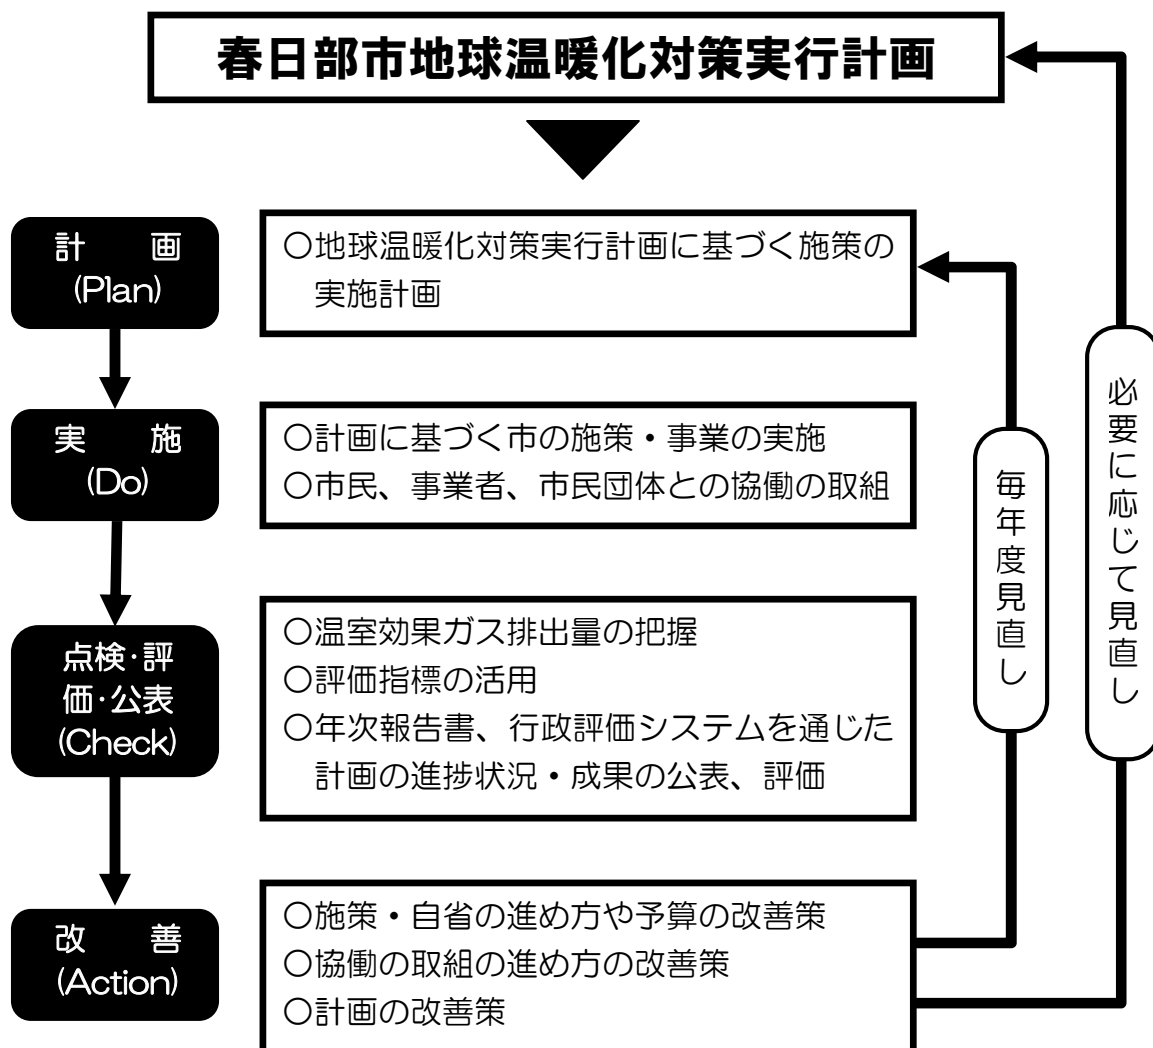 春日部市地球温暖化対策実行計画
計 画
(Plan)
○地球温暖化対策実行計画に基づく施策の
実施計画
実 施
(Do)
○計画に基づく市の施策・事業の実施
○市民、事業者、市民団体との協働の取組
点検・評
価・公表
(Check)
○温室効果ガス排出量の把握
○評価指標の活用
○年次報告書、行政評価システムを通じた
計画の進捗状況・成果の公表、評価
改 善
(Action)
○施策・自省の進め方や予算の改善策
○協働の取組の進め方の改善策
○計画の改善策
毎年度見直し
必要に応じて見直し